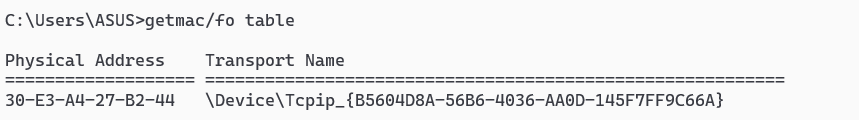 C:\Users\ASUS>getmac/fo table
Physical Address    Transport Name
=================== ==========================================================
30-E3-A4-27-B2-44   \Device\Tcpip_{B5604D8A-56B6-4036-AA0D-145F7FF9C66A}